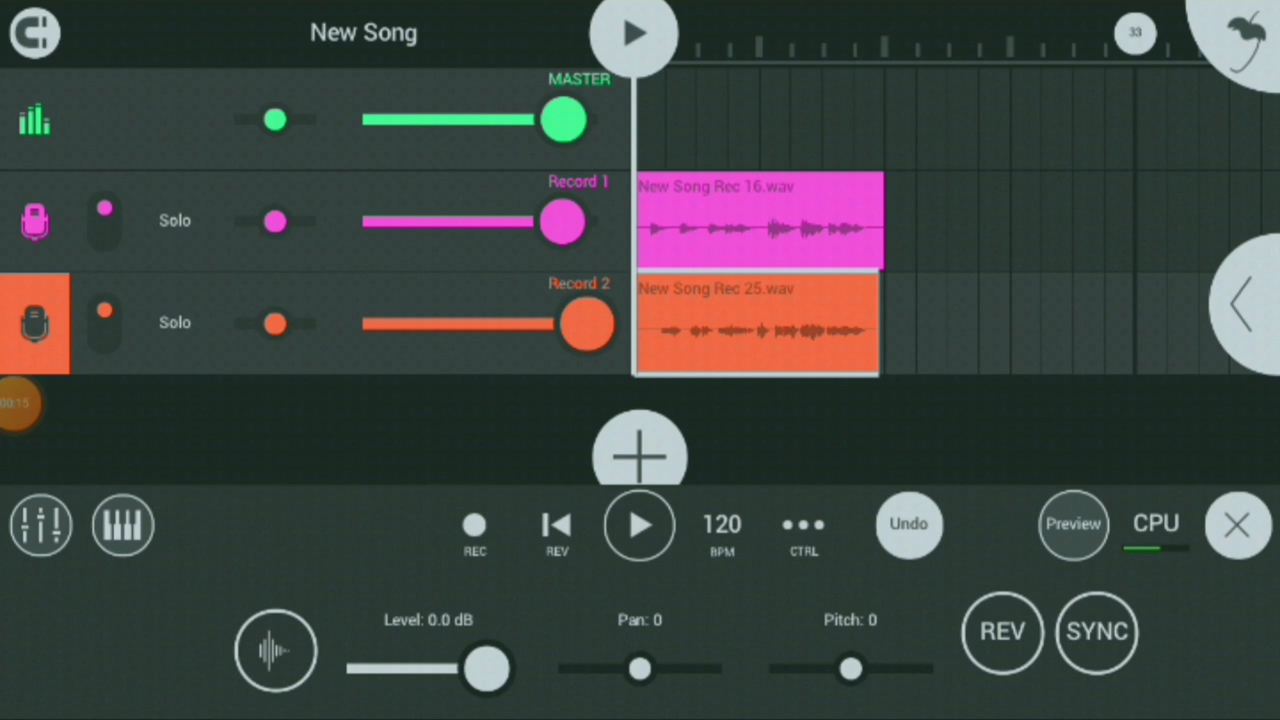 New Song
33
MASTER
Record 1
New Song Rec 16.wav
Solo
Record 2
New Song Rec 25.wav
Solo
00:15
120
Undo
Preview
CPU
REC
REV
BPM
CTRL
Level: 0.0 dB
Pan: 0
Pitch: 0
REV
SYNC